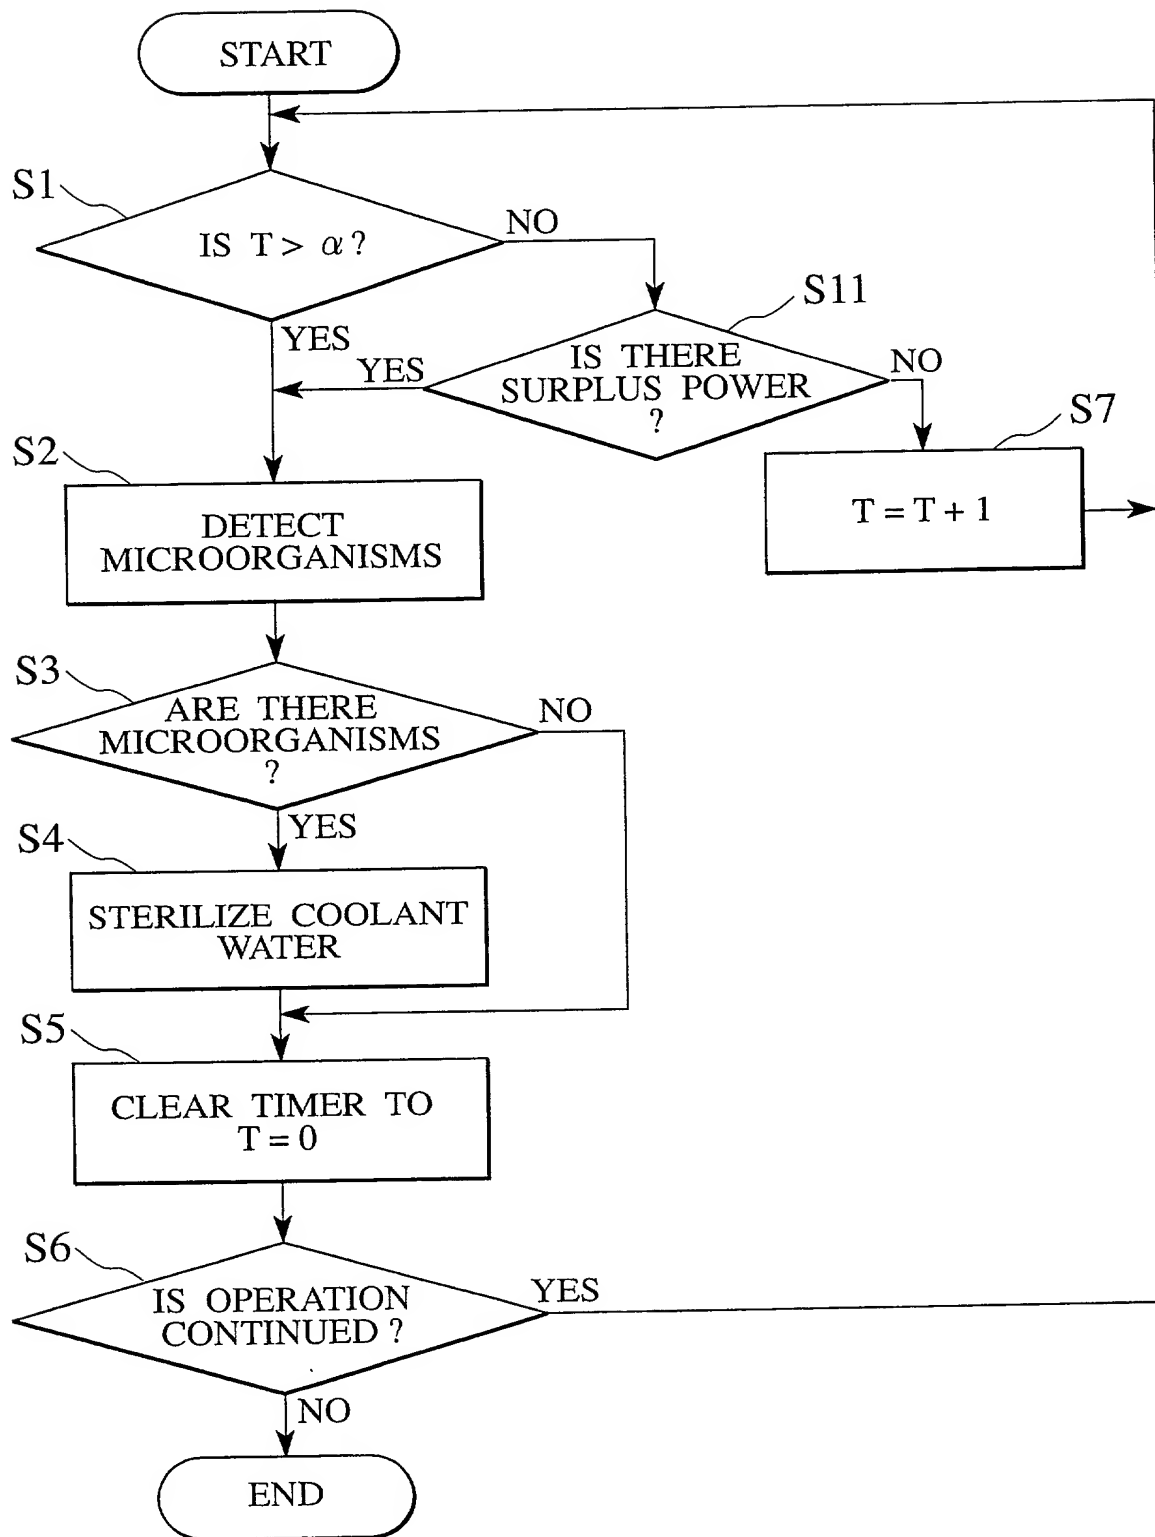 START
S1
IS T > α ?
NO
YES
S11
IS THERE
SURPLUS POWER
?
YES
NO
S7
T = T + 1
S2
DETECT
MICROORGANISMS
S3
ARE THERE
MICROORGANISMS
?
NO
YES
S4
STERILIZE COOLANT
WATER
S5
CLEAR TIMER TO
T = 0
S6
IS OPERATION
CONTINUED ?
YES
NO
END